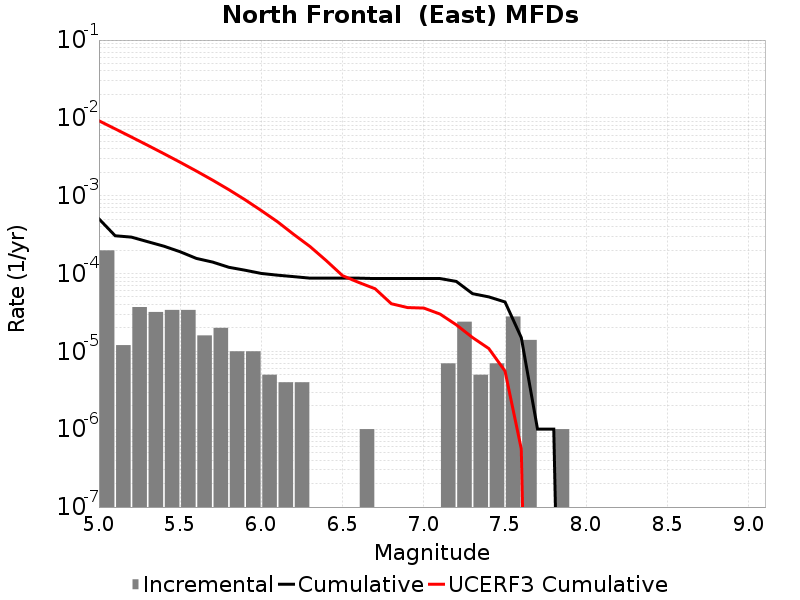 North Frontal  (East) MFDs
10^-1
10^-2
10^-3
10^-4
10^-5
10^-6
10^-7
Rate (1/yr)
5.0 5.5 6.0 6.5 7.0 7.5 8.0 8.5 9.0
Magnitude
Incremental Cumulative UCERF3 Cumulative